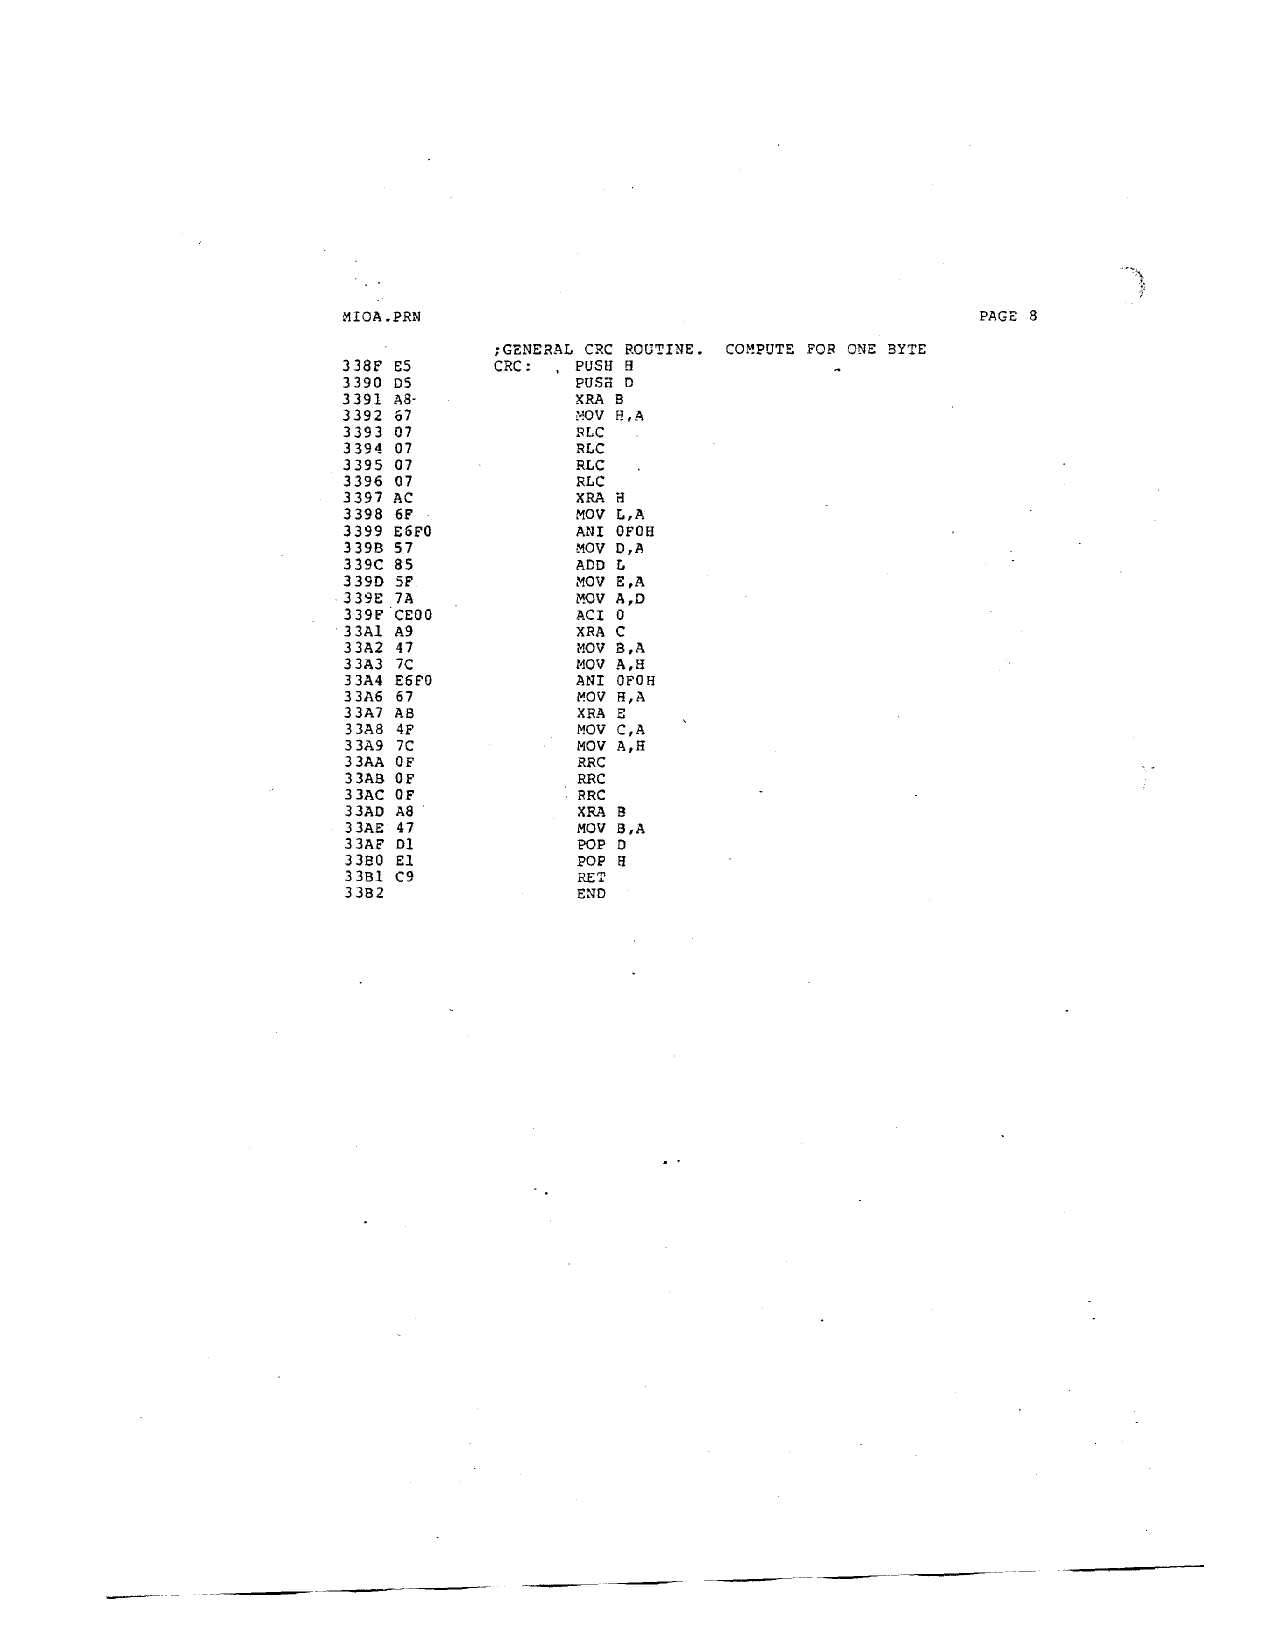 MIOA.PRN PAGE 8
;GENERAL CRC ROUTINE. COMPUTE FOR ONE BYTE
338F E5 CRC: PUSH H
3390 D5 PUSH D
3391 A8 XRA B
3392 67 MOV H,A
3393 07 RLC
3394 07 RLC
3395 07 RLC
3396 07 RLC
3397 AC XRA H
3398 6F MOV L,A
3399 E6F0 ANI 0F0H
339B 57 MOV D,A
339C 85 ADD L
339D 5F MOV E,A
339E 7A MOV A,D
339F CE00 ACI 0
33A1 A9 XRA C
33A2 47 MOV B,A
33A3 7C MOV A,H
33A4 E6F0 ANI 0F0H
33A6 67 MOV H,A
33A7 AB XRA E
33A8 4F MOV C,A
33A9 7C MOV A,H
33AA 0F RRC
33AB 0F RRC
33AC 0F RRC
33AD A8 XRA B
33AE 47 MOV B,A
33AF D1 POP D
33B0 E1 POP H
33B1 C9 RET
33B2 END